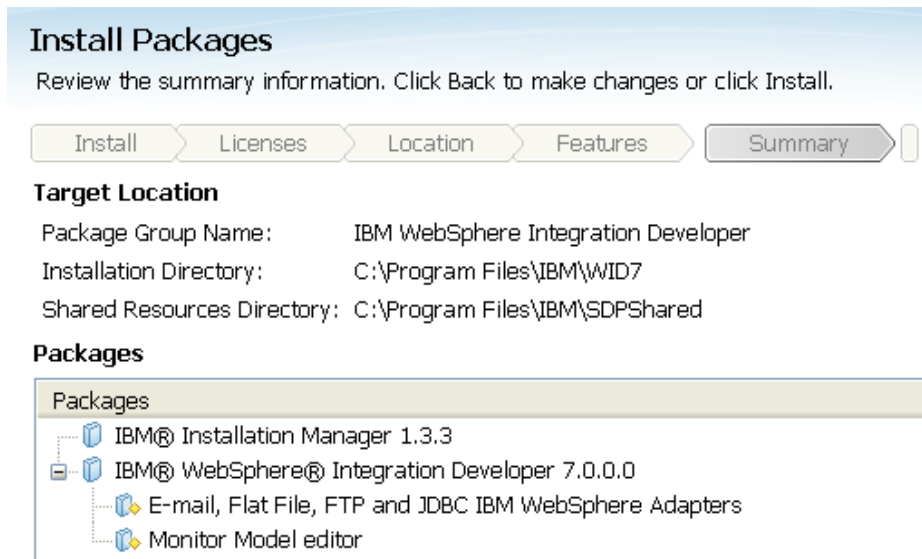 Install Packages
Review the summary information. Click Back to make changes or click Install.
Install Licenses Location Features Summary
Target Location
Package Group Name: IBM WebSphere Integration Developer
Installation Directory: C:\Program Files\IBM\WID7
Shared Resources Directory: C:\Program Files\IBM\SDPShared
Packages
Packages
IBM® Installation Manager 1.3.3
IBM® WebSphere® Integration Developer 7.0.0.0
E-mail, Flat File, FTP and JDBC IBM WebSphere Adapters
Monitor Model editor